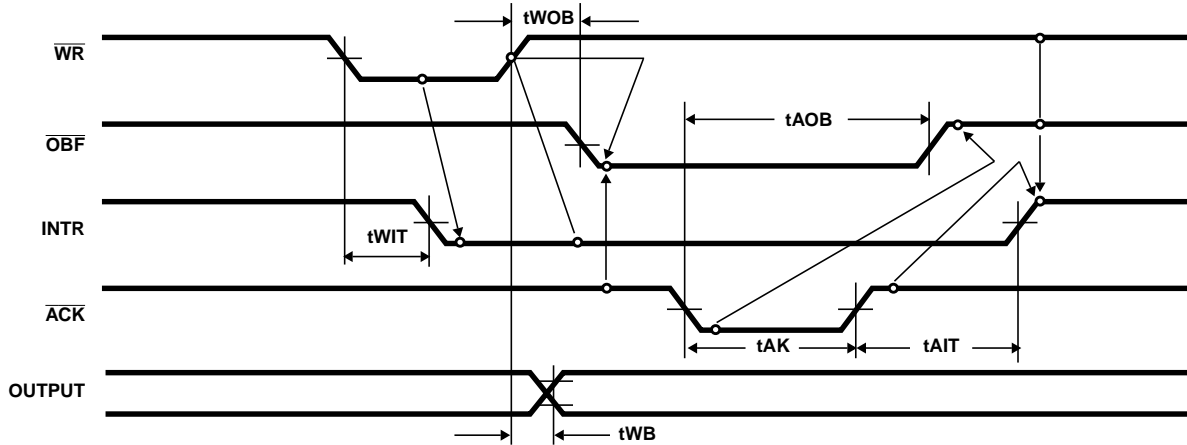 tWOB
WR
OBF
tAOB
INTR
tWIT
ACK
tAK
tAIT
OUTPUT
tWB